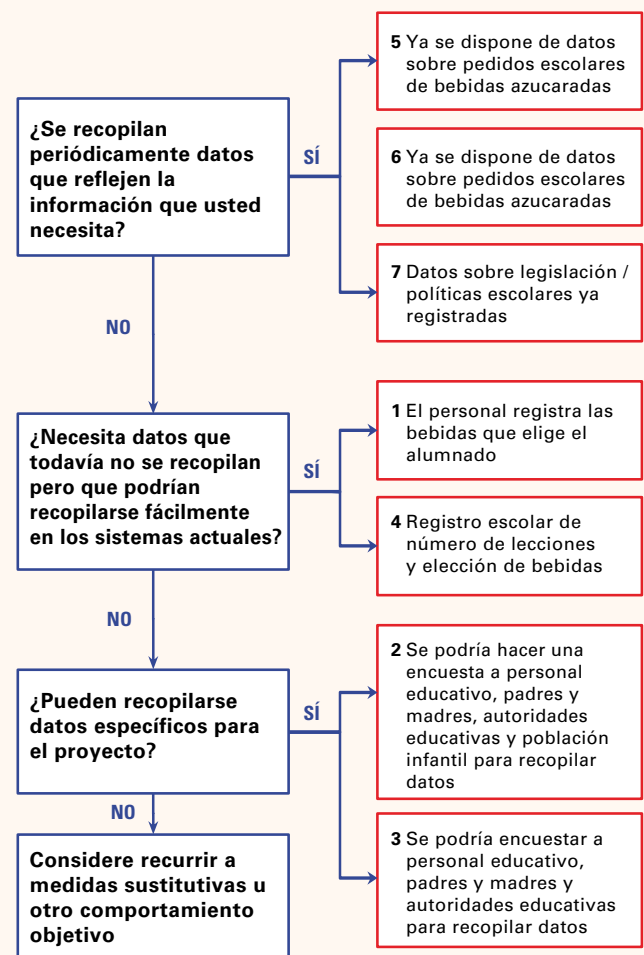 ¿Se recopilan
periódicamente datos
que reflejen la
información que usted
necesita?
SÍ
5 Ya se dispone de datos
sobre pedidos escolares
de bebidas azucaradas
6 Ya se dispone de datos
sobre pedidos escolares
de bebidas azucaradas
7 Datos sobre legislación /
políticas escolares ya
registradas
NO
¿Necesita datos que
todavía no se recopilan
pero que podrían
recopilarse fácilmente
en los sistemas actuales?
SÍ
1 El personal registra las
bebidas que elige el
alumnado
4 Registro escolar de
número de lecciones
y elección de bebidas
NO
¿Pueden recopilarse
datos específicos para
el proyecto?
SÍ
2 Se podría hacer una
encuesta a personal
educativo, padres y
madres, autoridades
educativas y población
infantil para recopilar
datos
3 Se podría encuestar a
personal educativo,
padres y madres y
autoridades educativas
para recopilar datos
NO
Considere recurrir a
medidas sustitutivas u
otro comportamiento
objetivo